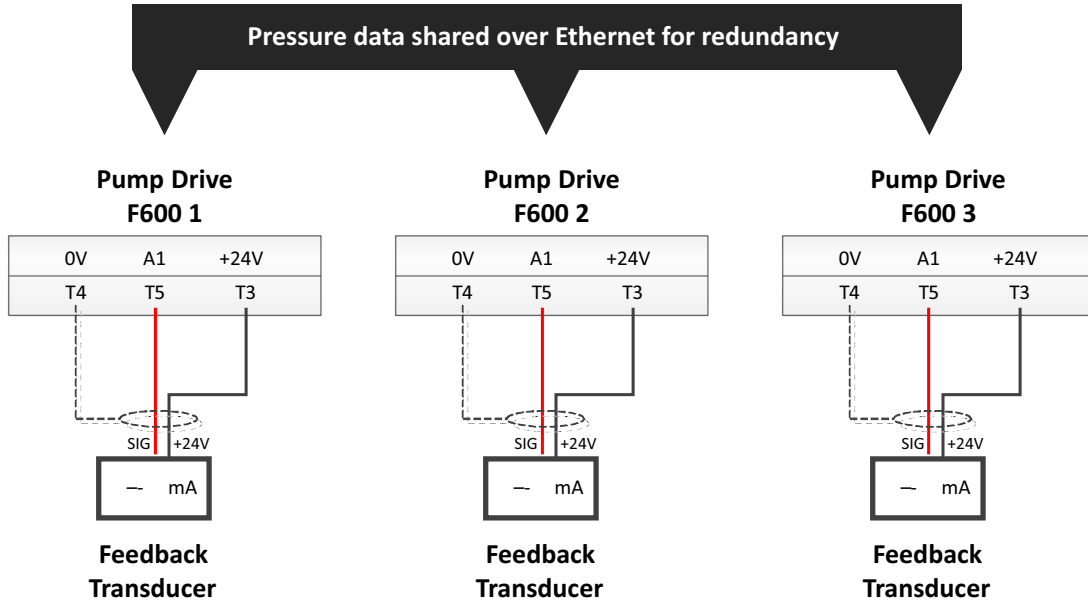 Pressure data shared over Ethernet for redundancy
Pump Drive
F600 1
0V A1 +24V
T4 T5 T3
SIG +24V
–- mA
Feedback
Transducer
Pump Drive
F600 2
0V A1 +24V
T4 T5 T3
SIG +24V
–- mA
Feedback
Transducer
Pump Drive
F600 3
0V A1 +24V
T4 T5 T3
SIG +24V
–- mA
Feedback
Transducer